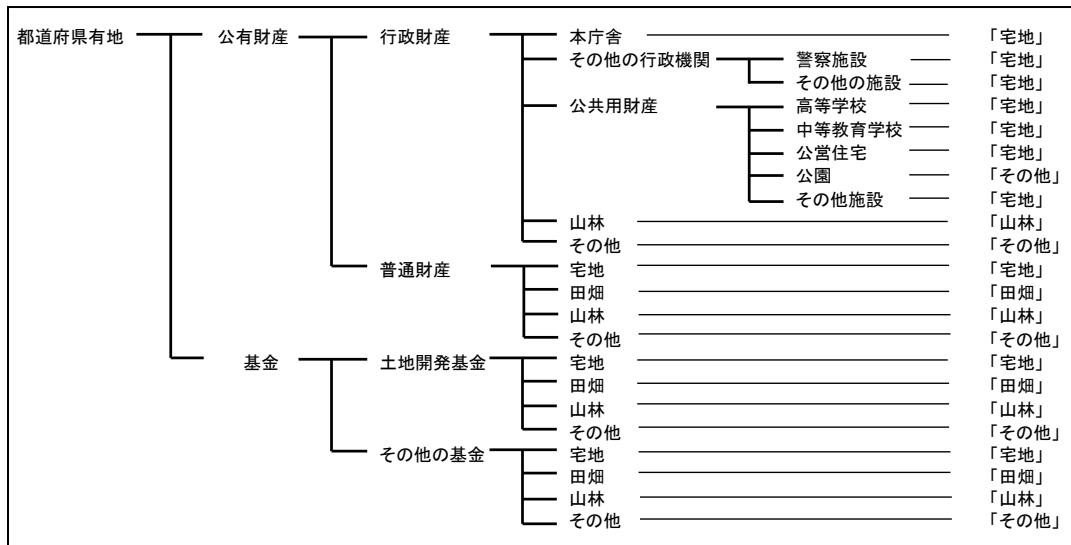 都道府県有地 公有財産 行政財産 本庁舎 「宅地」
その他の行政機関 警察施設 「宅地」
その他の施設 「宅地」
公共用財産 高等学校 「宅地」
中等教育学校 「宅地」
公営住宅 「宅地」
公園 「その他」
その他施設 「宅地」
山林 「山林」
その他 「その他」
普通財産 宅地 「宅地」
田畑 「田畑」
山林 「山林」
その他 「その他」
基金 土地開発基金 宅地 「宅地」
田畑 「田畑」
山林 「山林」
その他 「その他」
その他の基金 宅地 「宅地」
田畑 「田畑」
山林 「山林」
その他 「その他」